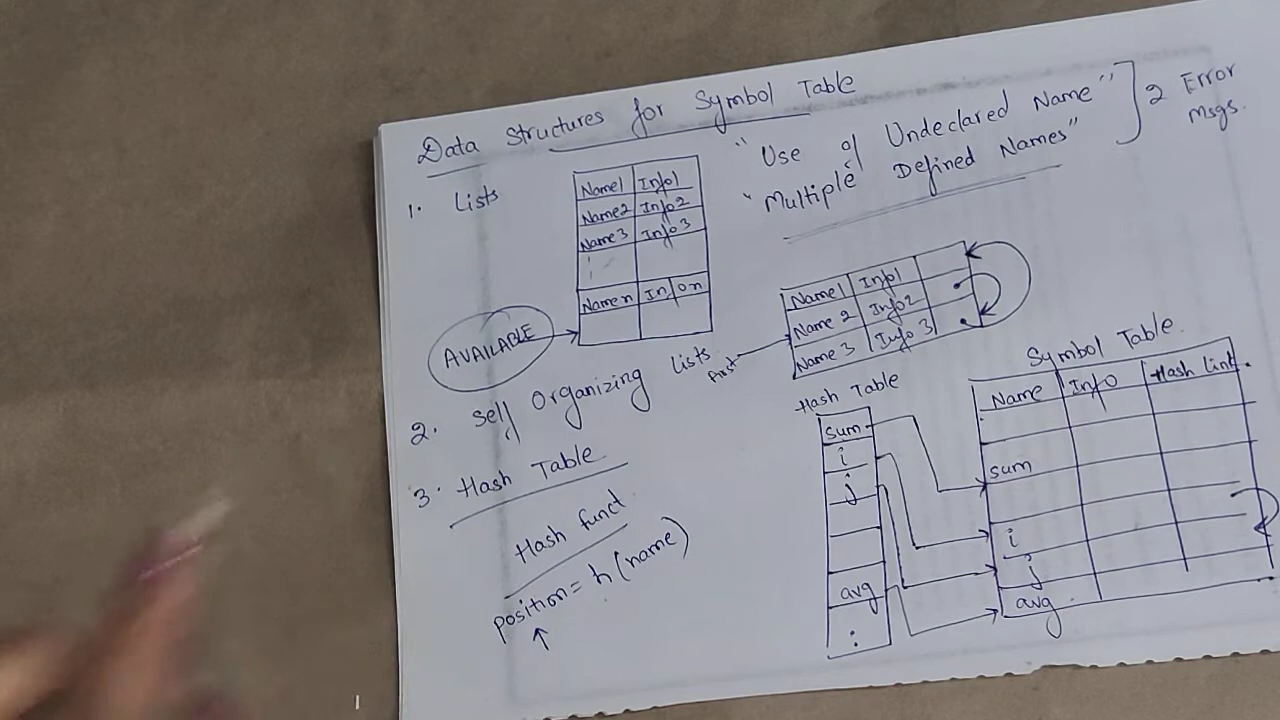 Data Structures for Symbol Table
"Use of Undeclared Name"
"Multiple Defined Names"
2 Error
Msgs.
1. Lists
Name1 Info1
Name2 Info2
Name3 Info3
Name n Info n
AVAILABLE
2. Self Organizing Lists
First
Name1 Info1
Name 2 Info2
Name 3 Info 3
3. Hash Table
Hash funct
position = h(name)
Hash Table
sum
i
j
avg
Symbol Table
Name Info Hash Link
sum
i
j
avg